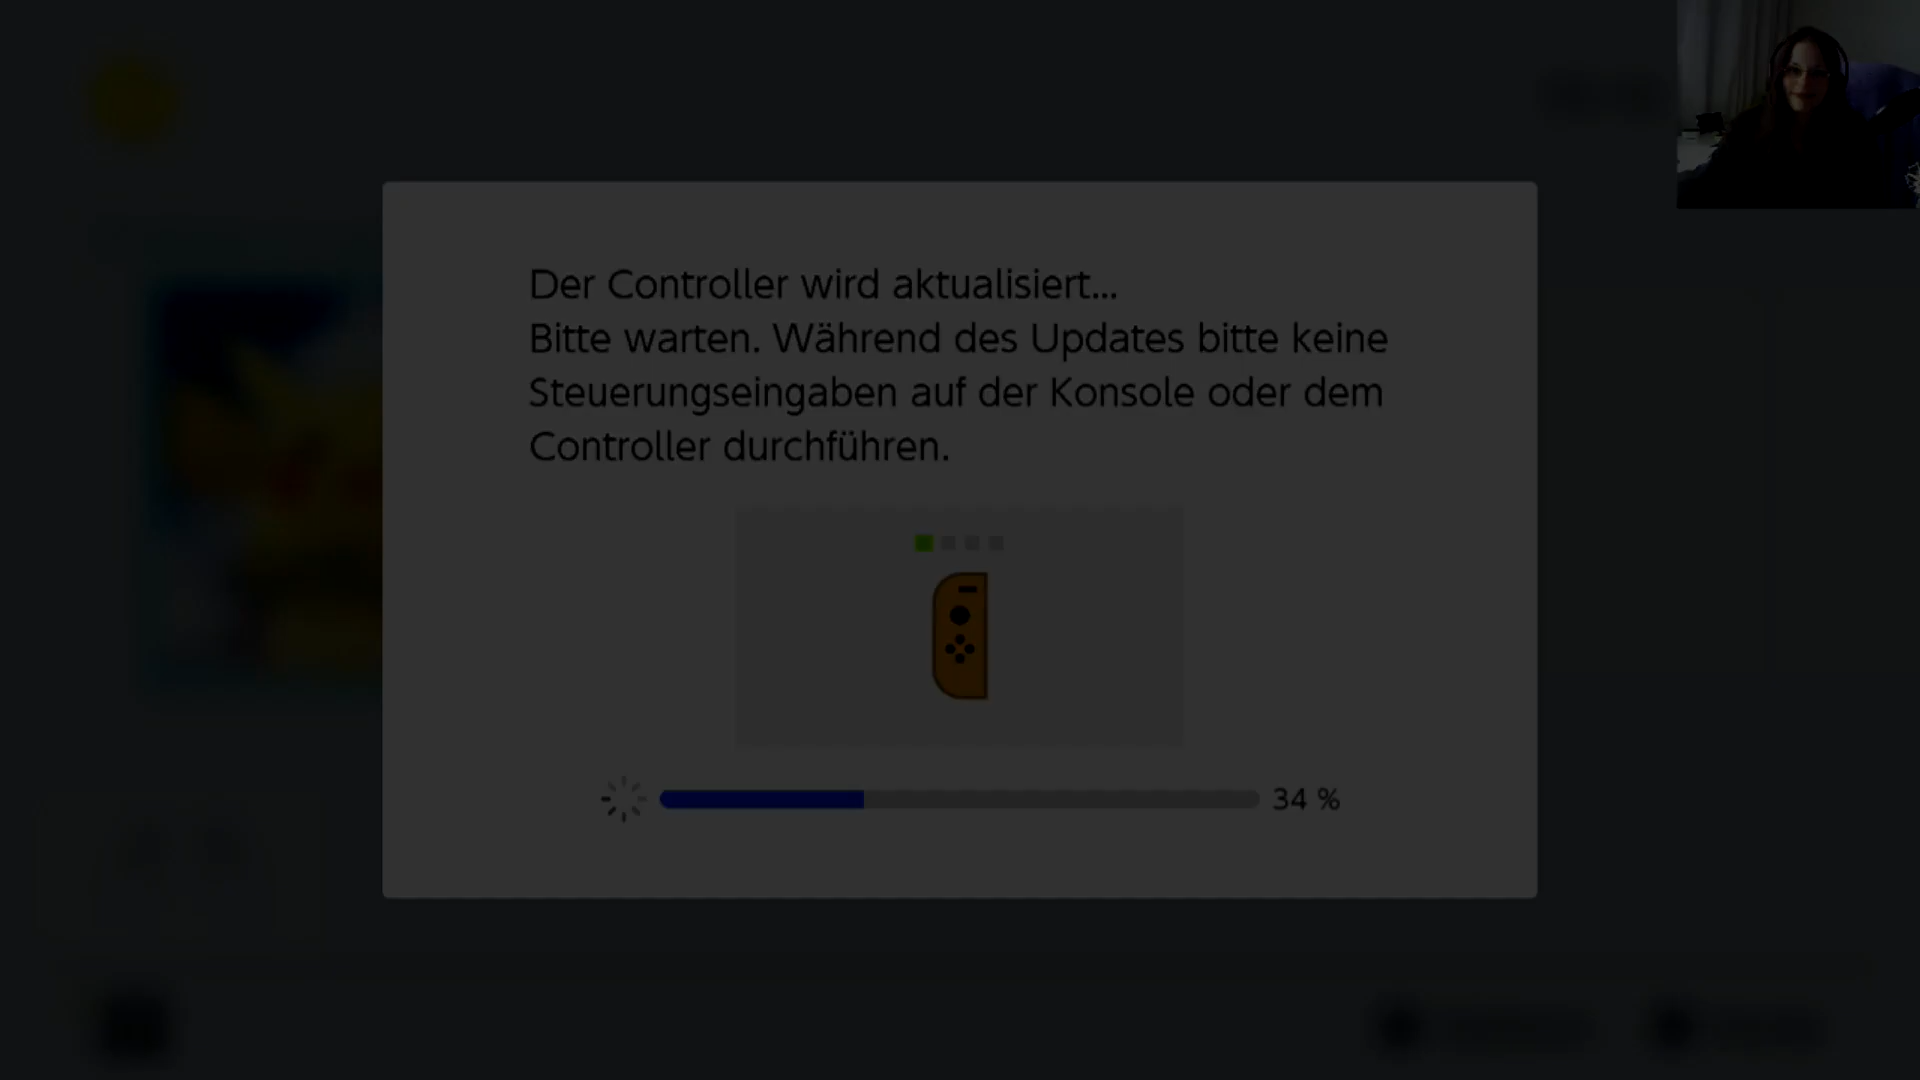 Der Controller wird aktualisiert...
Bitte warten. Während des Updates bitte keine
Steuerungseingaben auf der Konsole oder dem
Controller durchführen.
34 %